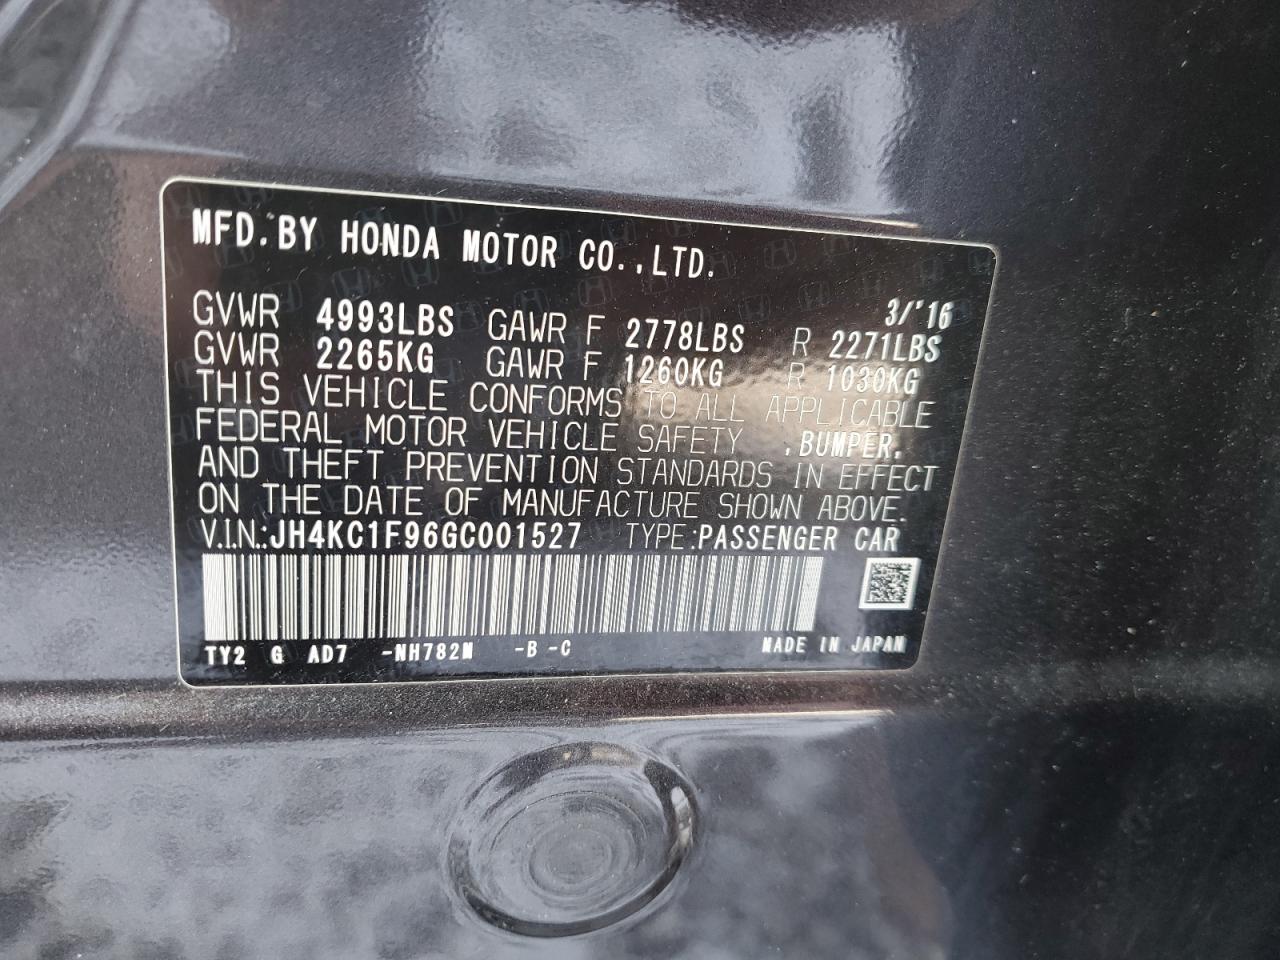 MFD. BY HONDA MOTOR CO.,LTD.
3/'16
GVWR 4993LBS GAWR F 2778LBS R 2271LBS
GVWR 2265KG GAWR F 1260KG R 1030KG
THIS VEHICLE CONFORMS TO ALL APPLICABLE
FEDERAL MOTOR VEHICLE SAFETY ,BUMPER,
AND THEFT PREVENTION STANDARDS IN EFFECT
ON THE DATE OF MANUFACTURE SHOWN ABOVE.
V.I.N.:JH4KC1F96GC001527 TYPE:PASSENGER CAR
TY2 G AD7 -NH782M -B -C MADE IN JAPAN